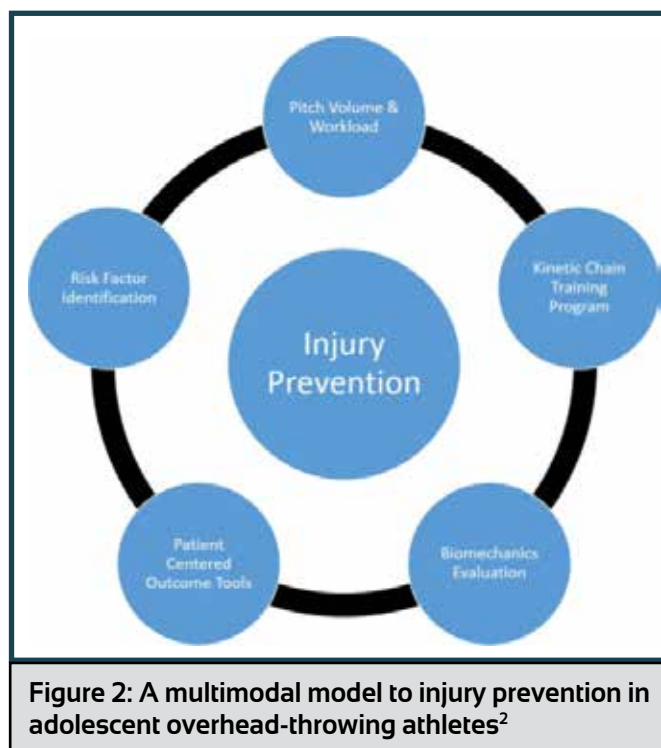 Pitch Volume &
Workload
Kinetic Chain
Training
Program
Biomechanics
Evaluation
Patient
Centered
Outcome Tools
Risk Factor
Identification
Injury
Prevention
Figure 2: A multimodal model to injury prevention in
adolescent overhead-throwing athletes²